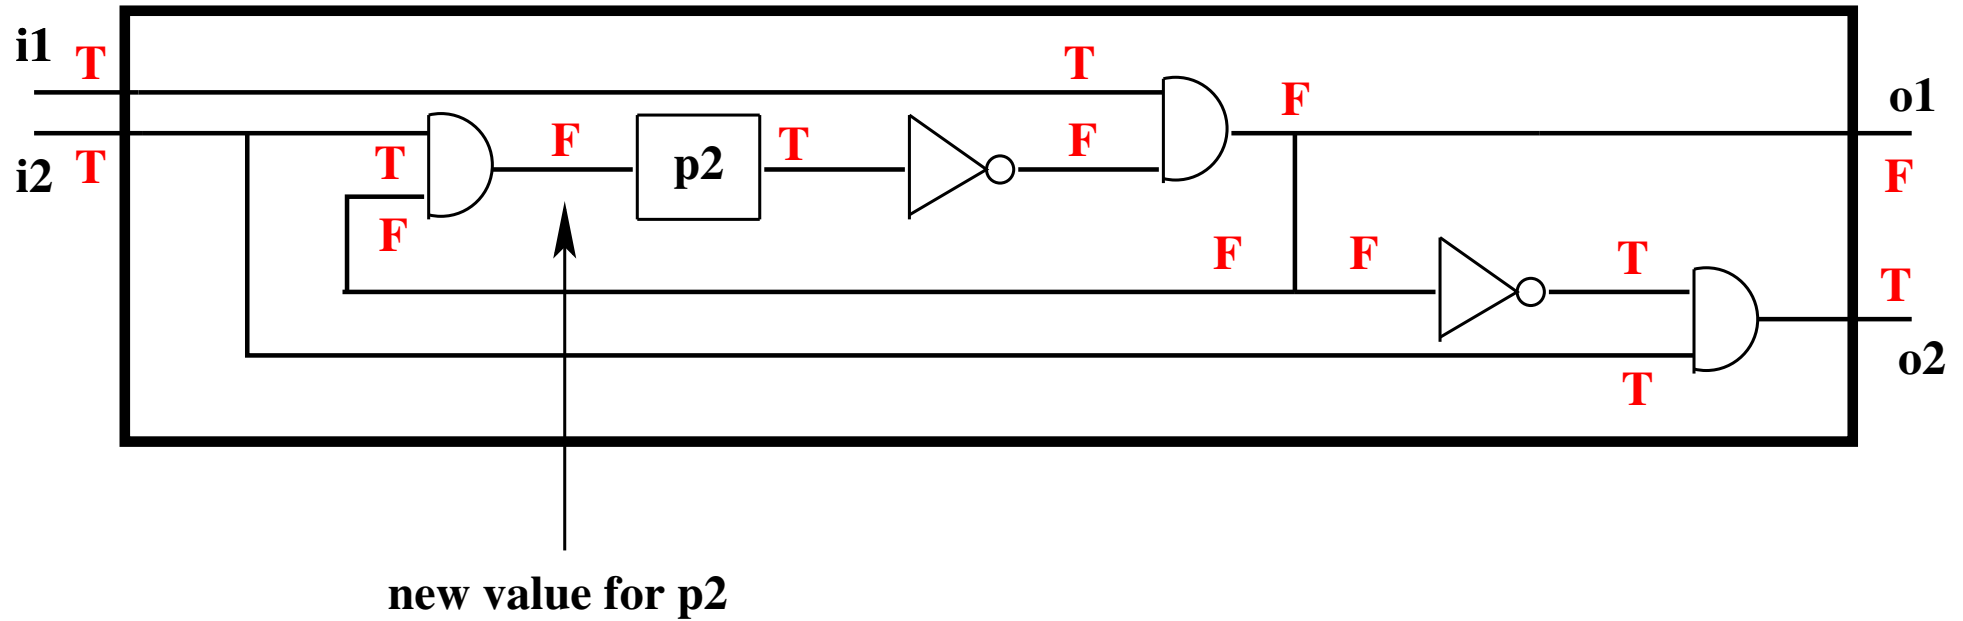 i1 T T F o1
T F p2 T F
i2 T T F
F F F T T
T o2
new value for p2